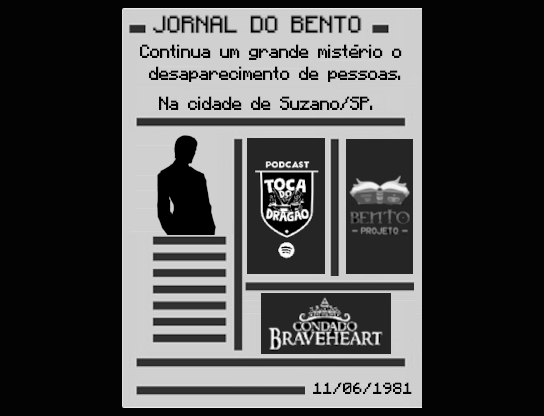 JORNAL DO BENTO
Continua um grande mistério o
desaparecimento de pessoas.
Na cidade de Suzano/SP.
PODCAST
TOCA
DO
DRAGÃO
BENTO
PROJETO
CONDADO
BRAVEHEART
11/06/1981